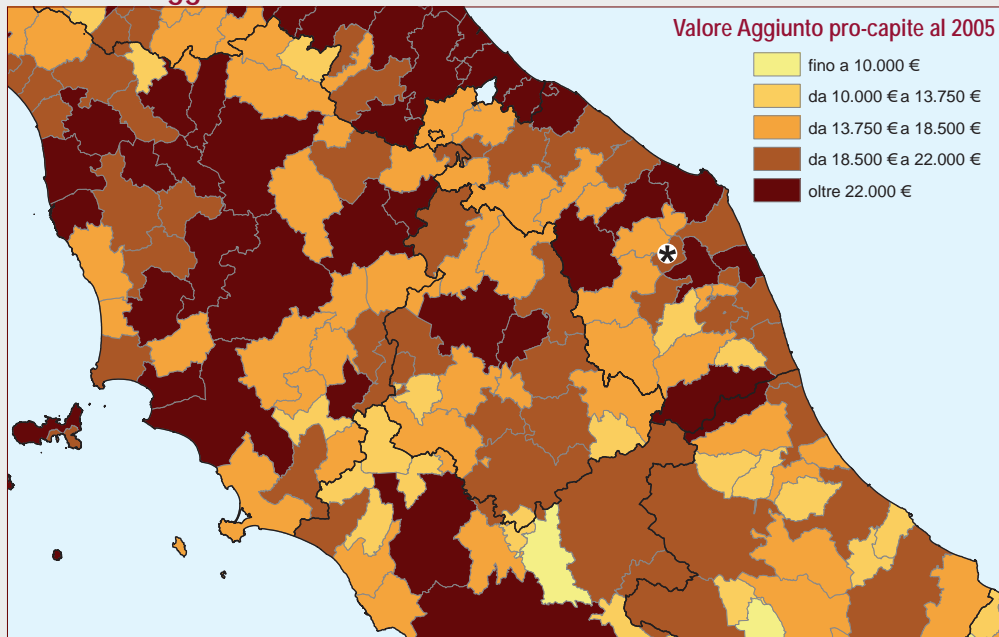 Valore Aggiunto pro-capite al 2005
fino a 10.000 €
da 10.000 € a 13.750 €
da 13.750 € a 18.500 €
da 18.500 € a 22.000 €
oltre 22.000 €
*